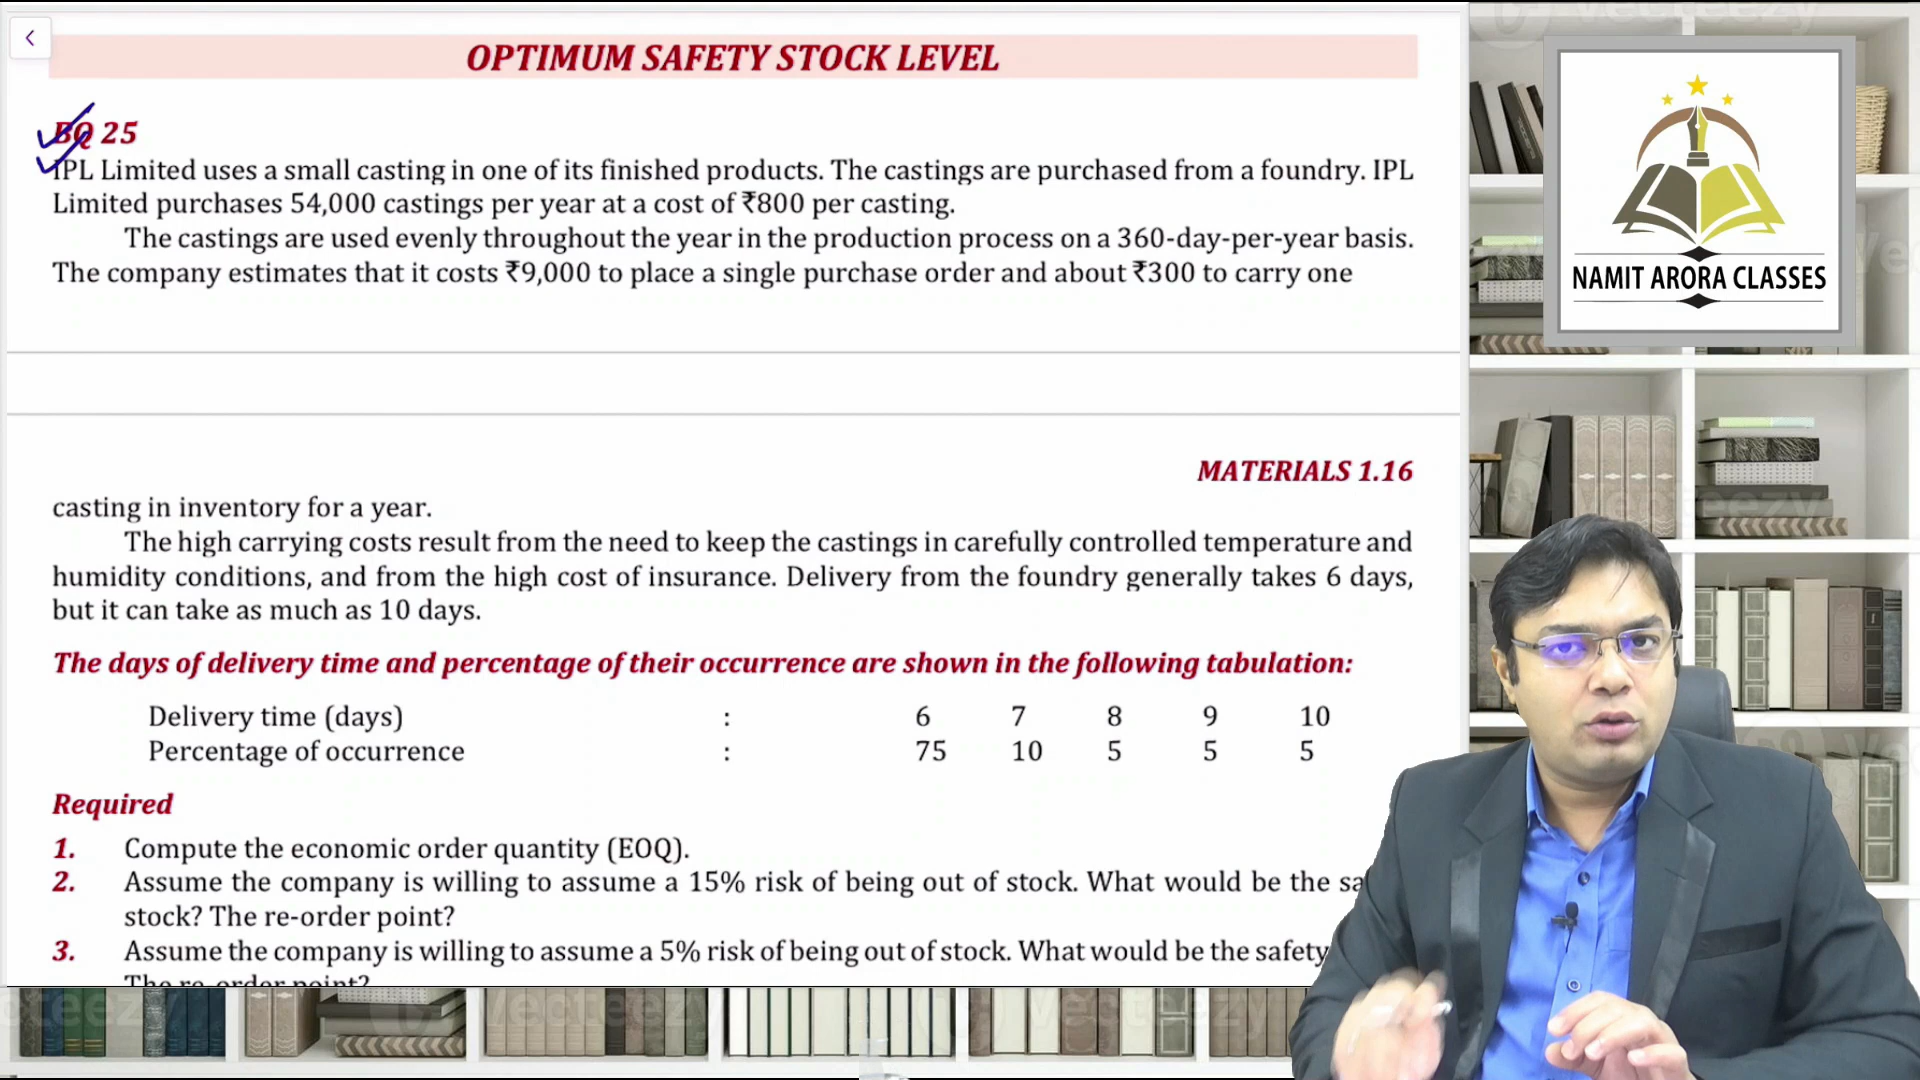 OPTIMUM SAFETY STOCK LEVEL
BQ 25
IPL Limited uses a small casting in one of its finished products. The castings are purchased from a foundry. IPL
Limited purchases 54,000 castings per year at a cost of ₹800 per casting.
The castings are used evenly throughout the year in the production process on a 360-day-per-year basis.
The company estimates that it costs ₹9,000 to place a single purchase order and about ₹300 to carry one
MATERIALS 1.16
casting in inventory for a year.
The high carrying costs result from the need to keep the castings in carefully controlled temperature and
humidity conditions, and from the high cost of insurance. Delivery from the foundry generally takes 6 days,
but it can take as much as 10 days.
The days of delivery time and percentage of their occurrence are shown in the following tabulation:
Delivery time (days) : 6 7 8 9 10
Percentage of occurrence : 75 10 5 5 5
Required
1. Compute the economic order quantity (EOQ).
2. Assume the company is willing to assume a 15% risk of being out of stock. What would be the sa
stock? The re-order point?
3. Assume the company is willing to assume a 5% risk of being out of stock. What would be the safety
The re-order point?
NAMIT ARORA CLASSES
Vecteezy